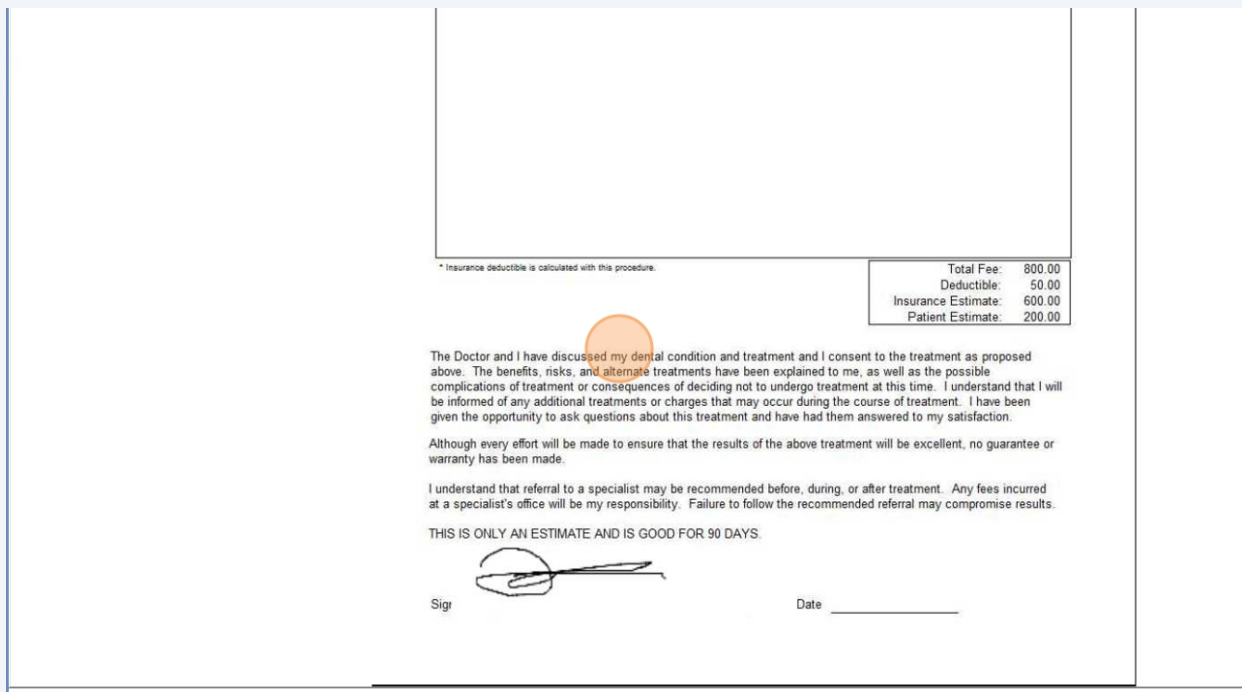 * Insurance deductible is calculated with this procedure.
Total Fee: 800.00
Deductible: 50.00
Insurance Estimate: 600.00
Patient Estimate: 200.00
The Doctor and I have discussed my dental condition and treatment and I consent to the treatment as proposed
above. The benefits, risks, and alternate treatments have been explained to me, as well as the possible
complications of treatment or consequences of deciding not to undergo treatment at this time. I understand that I will
be informed of any additional treatments or charges that may occur during the course of treatment. I have been
given the opportunity to ask questions about this treatment and have had them answered to my satisfaction.
Although every effort will be made to ensure that the results of the above treatment will be excellent, no guarantee or
warranty has been made.
I understand that referral to a specialist may be recommended before, during, or after treatment. Any fees incurred
at a specialist's office will be my responsibility. Failure to follow the recommended referral may compromise results.
THIS IS ONLY AN ESTIMATE AND IS GOOD FOR 90 DAYS.
Sigr Date